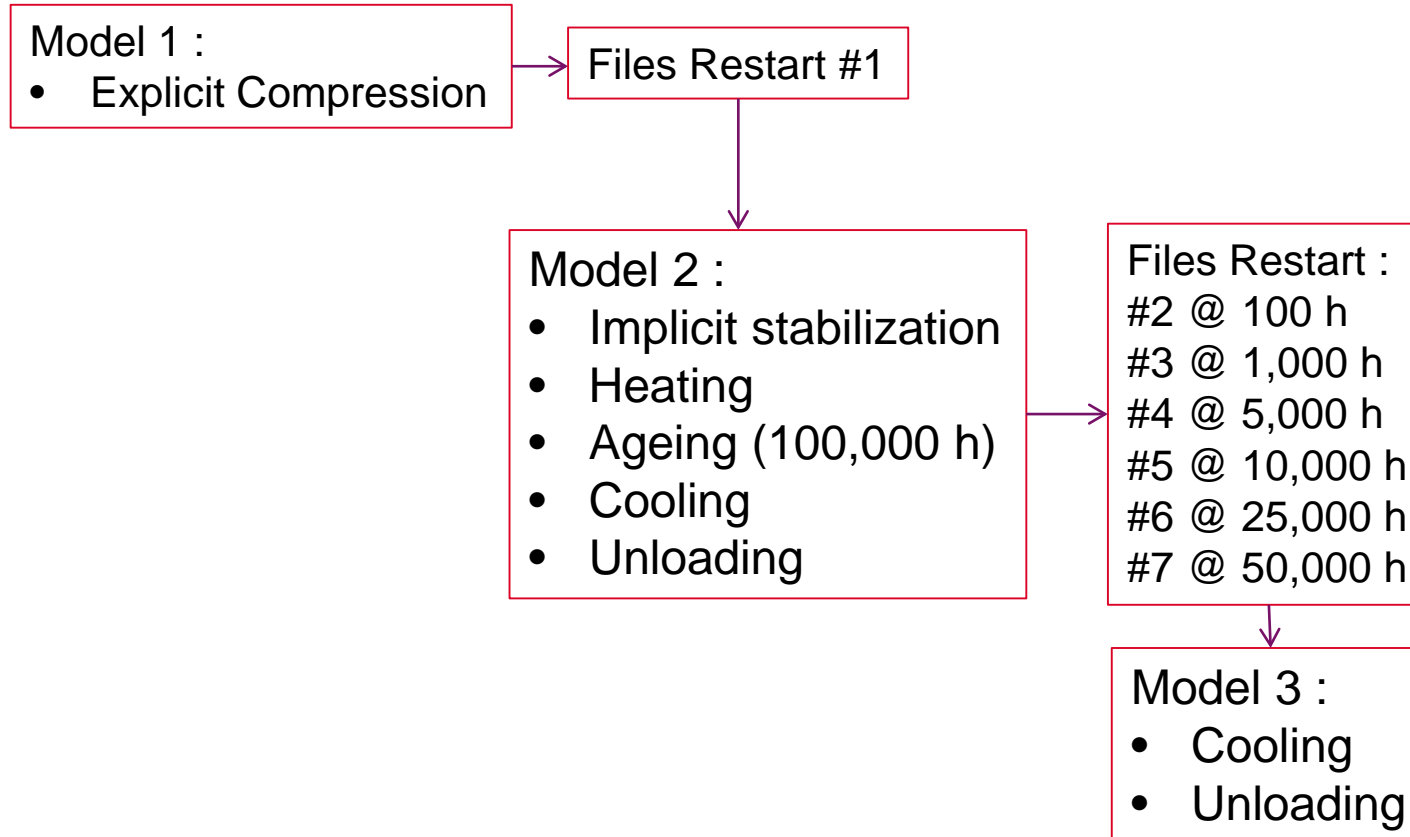 Model 1 :
• Explicit Compression
Files Restart #1
Model 2 :
• Implicit stabilization
• Heating
• Ageing (100,000 h)
• Cooling
• Unloading
Files Restart :
#2 @ 100 h
#3 @ 1,000 h
#4 @ 5,000 h
#5 @ 10,000 h
#6 @ 25,000 h
#7 @ 50,000 h
Model 3 :
• Cooling
• Unloading